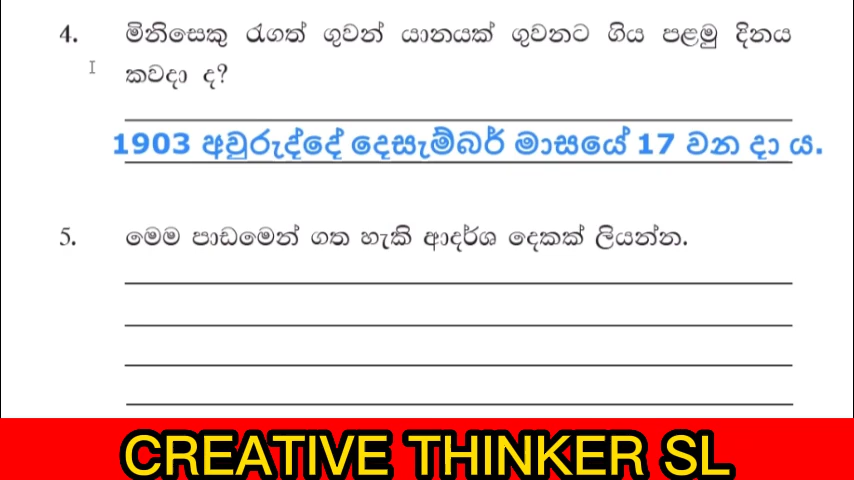 4. මිනිසෙකු රැගත් ගුවන් යානයක් ගුවනට ගිය පළමු දිනය
කවදා ද?
1903 අවුරුද්දේ දෙසැම්බර් මාසයේ 17 වන දා ය.
5. මෙම පාඩමෙන් ගත හැකි ආදර්ශ දෙකක් ලියන්න.
CREATIVE THINKER SL